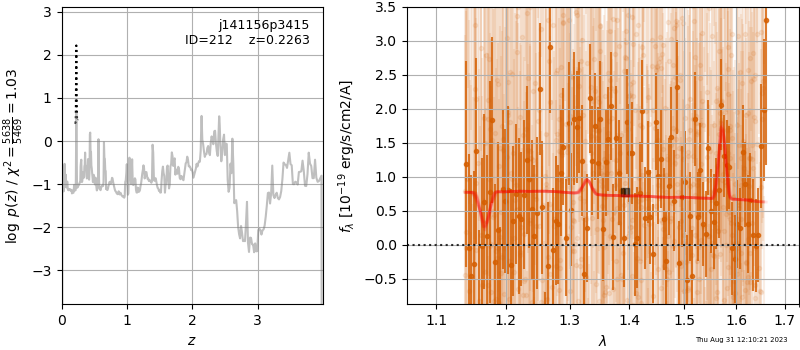 j141156p3415
ID=212 z=0.2263
log p(z) / χ² = 5638/5469 = 1.03
3
2
1
0
−1
−2
−3
0 1 2 3
z
fλ [10⁻¹⁹ erg/s/cm2/A]
3.5
3.0
2.5
2.0
1.5
1.0
0.5
0.0
−0.5
1.1 1.2 1.3 1.4 1.5 1.6 1.7
λ
Thu Aug 31 12:10:21 2023